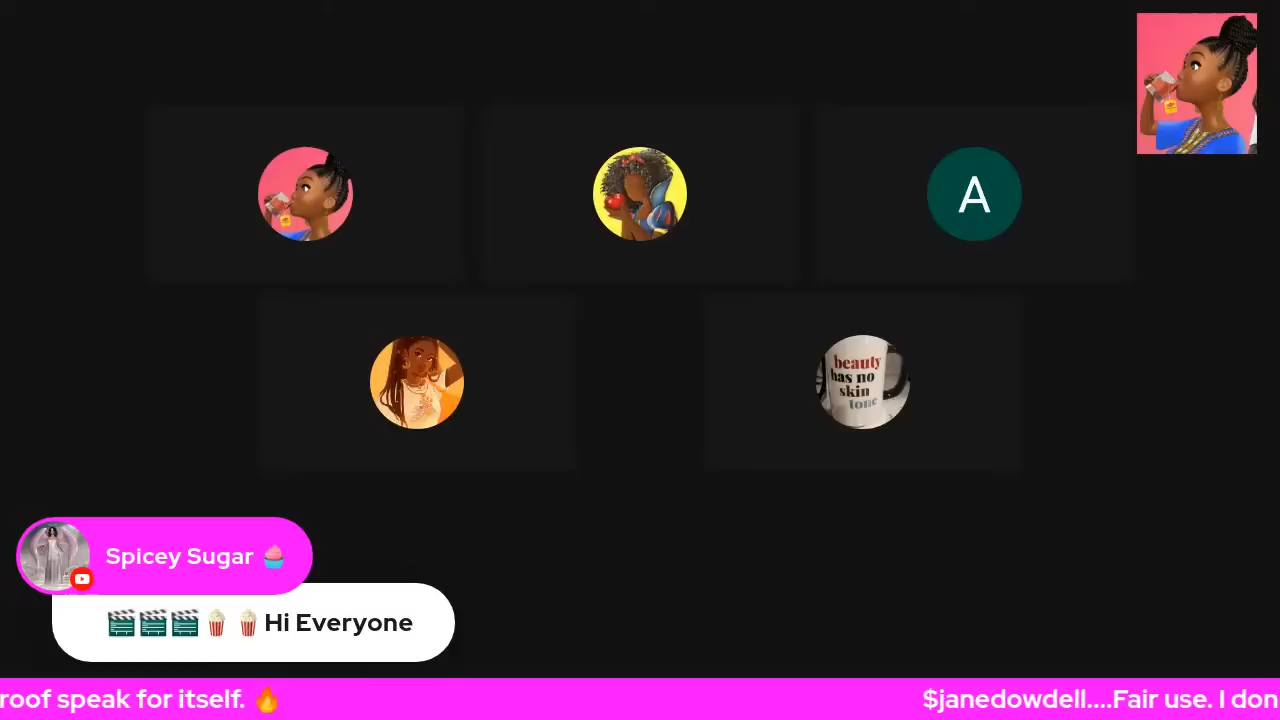 A
beauty
has no
skin
tone
Spicey Sugar 🧁
🎬🎬🎬🍿 🍿Hi Everyone
roof speak for itself. 🔥 $janedowdell....Fair use. I don